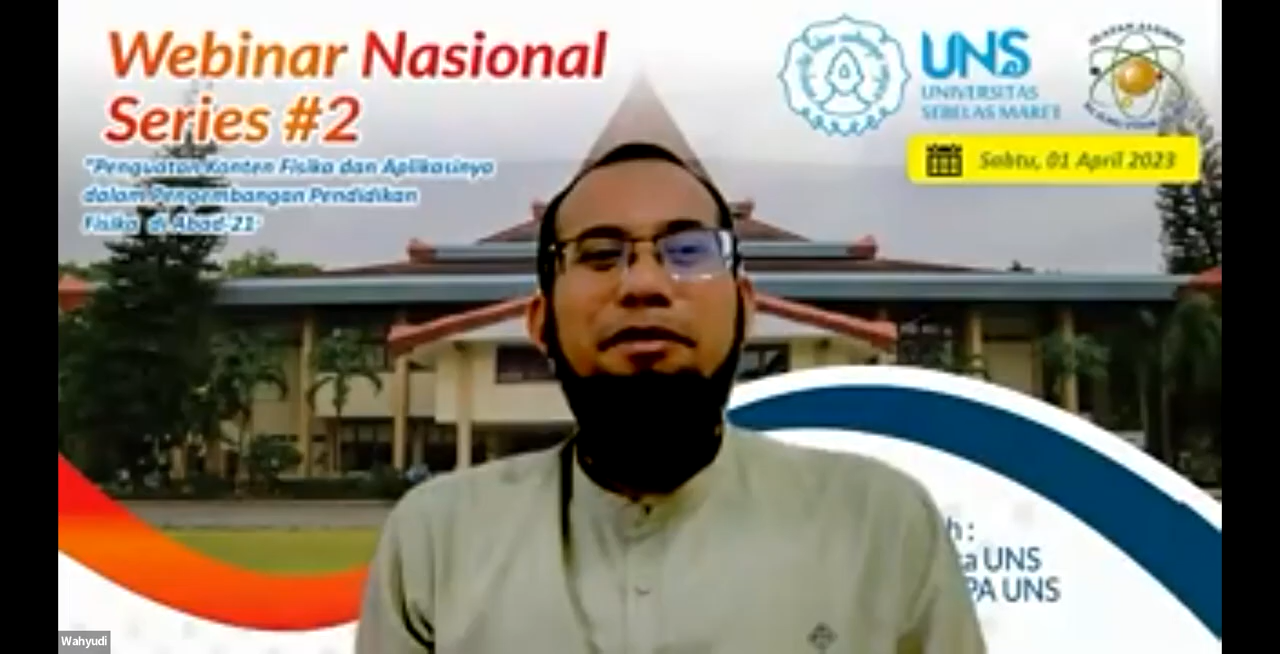 Webinar Nasional
Series #2
"Penguatan Konten Fisika dan Aplikasinya
dalam Pengembangan Pendidikan
Fisika di Abad-21"
UNS
UNIVERSITAS
SEBELAS MARET
Sabtu, 01 April 2023
h :
ca UNS
PA UNS
Wahyudi